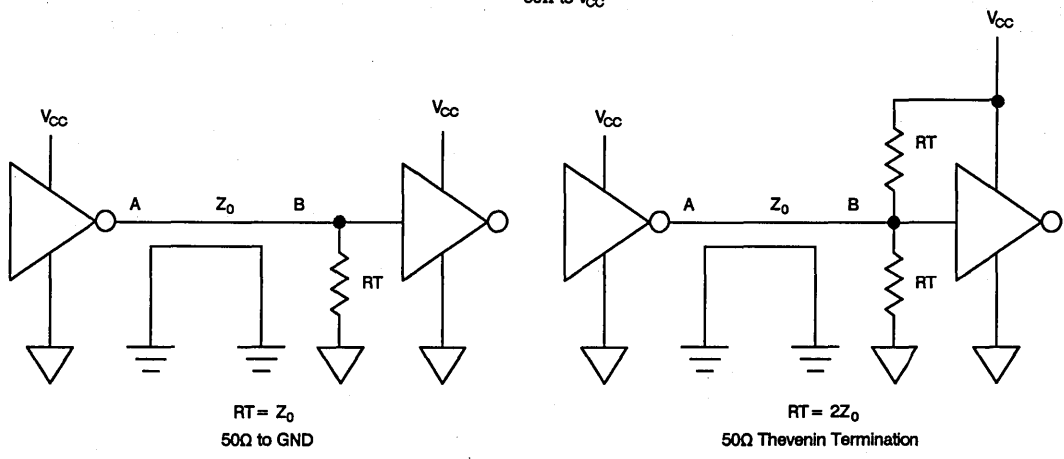 50Ω to VCC
VCC
VCC
A Z0 B
RT
RT = Z0
50Ω to GND
VCC
VCC
RT
A Z0 B
RT
RT = 2Z0
50Ω Thevenin Termination